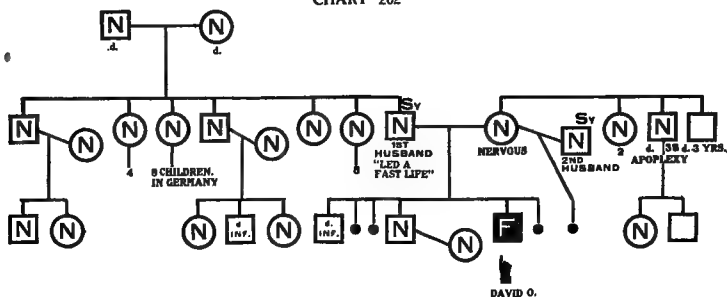 CHART
N N
.d. d.
Sy
N N N N N N N N Sy N N
4 8 CHILDREN. IN GERMANY 8
1ST
HUSBAND
"LED A
FAST LIFE"
NERVOUS
N
2ND
HUSBAND
2
d. 38
APOPLEXY
d.-3 YRS.
N N N d. INF. N d. INF. N N F N
DAVID O.